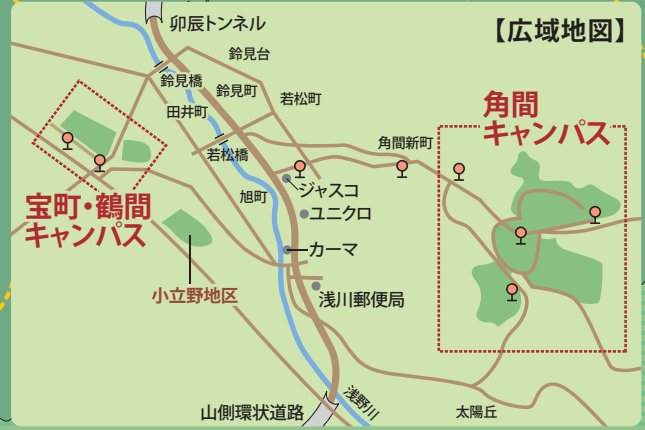 【広域地図】
卯辰トンネル
鈴見台
鈴見橋
鈴見町
若松町
田井町
角間
キャンパス
角間新町
若松橋
旭町
ジャスコ
ユニクロ
宝町・鶴間
キャンパス
カーマ
小立野地区
浅川郵便局
山側環状道路
浅野川
太陽丘